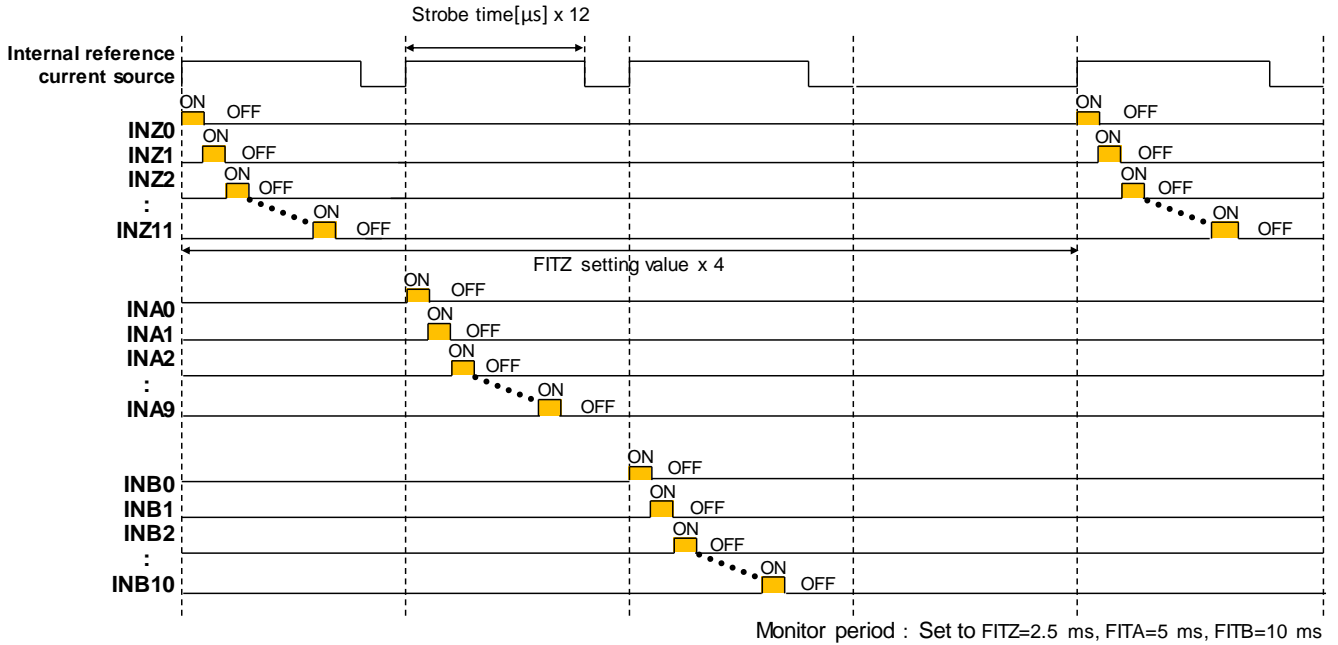 Strobe time[µs] x 12
Internal reference
current source
ON OFF ON OFF
INZ0
ON OFF ON OFF
INZ1
ON OFF ON OFF
INZ2
:
ON OFF ON OFF
INZ11
FITZ setting value x 4
ON OFF
INA0
ON OFF
INA1
ON OFF
INA2
:
ON OFF
INA9
ON OFF
INB0
ON OFF
INB1
ON OFF
INB2
:
ON OFF
INB10
Monitor period : Set to FITZ=2.5 ms, FITA=5 ms, FITB=10 ms